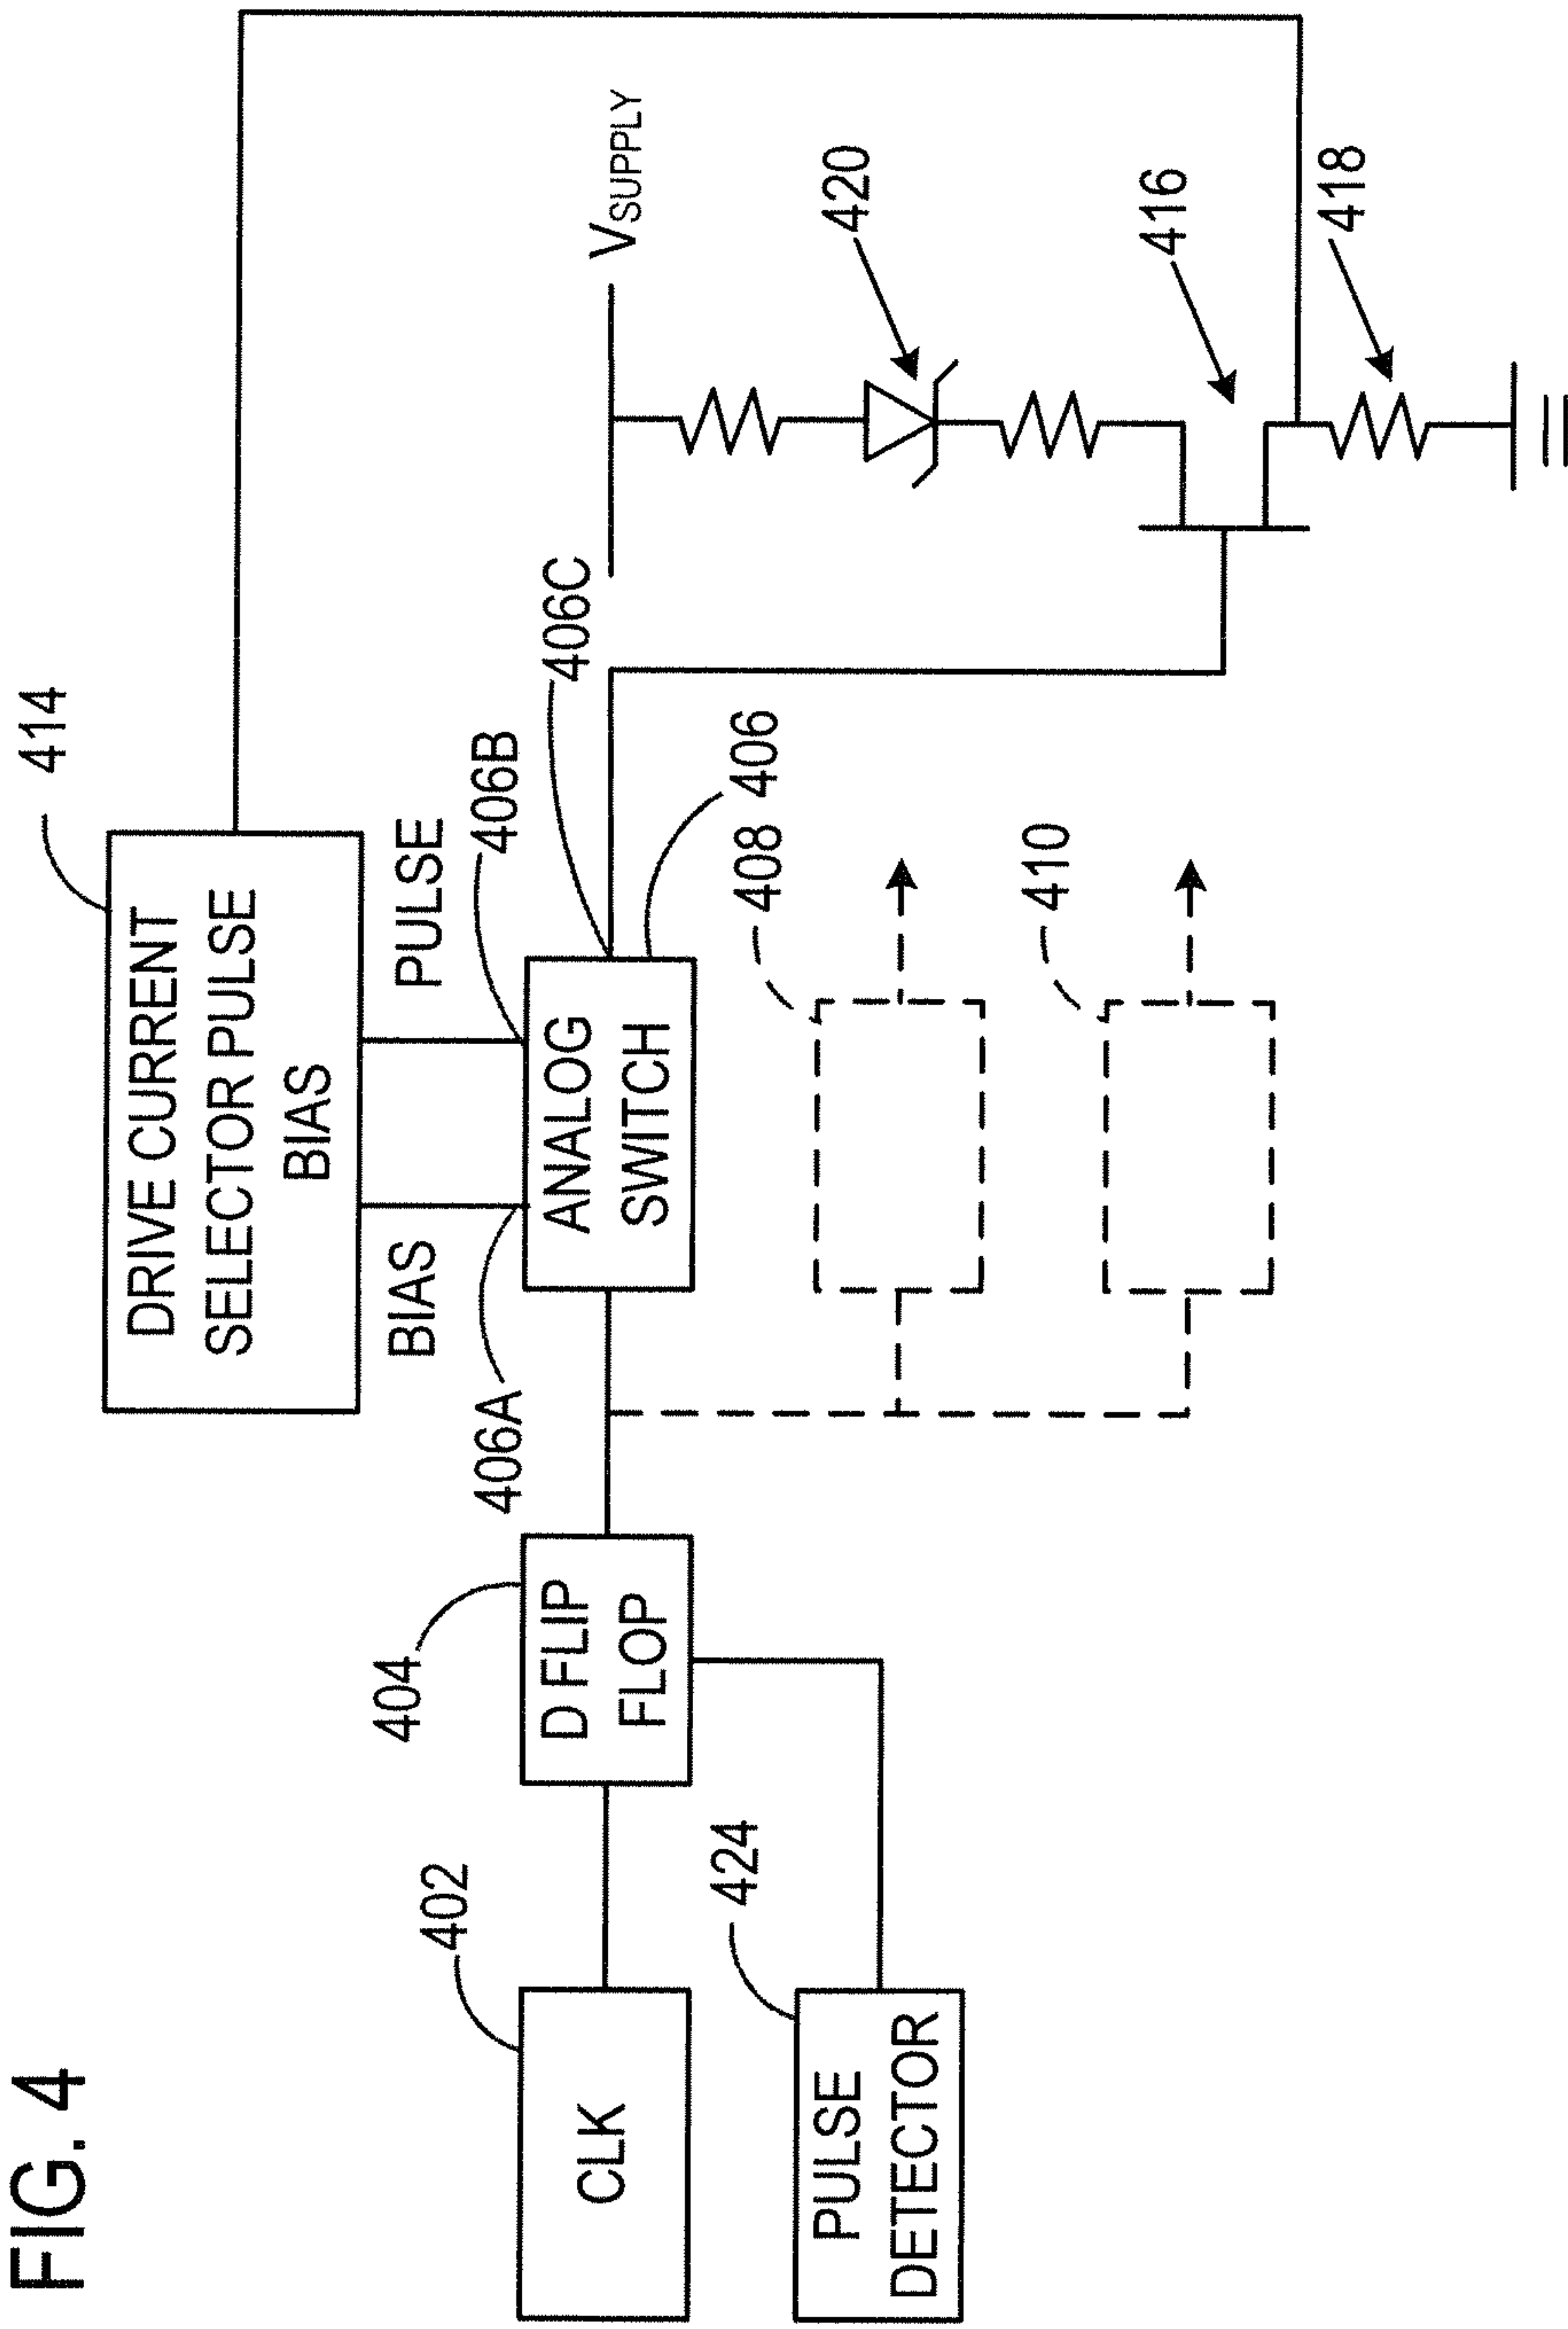 FIG. 4
414
DRIVE CURRENT
SELECTOR PULSE
BIAS
BIAS
PULSE
406A
406B
406C
V SUPPLY
402
CLK
404
D FLIP
FLOP
ANALOG
SWITCH
406
424
PULSE
DETECTOR
408
410
420
416
418